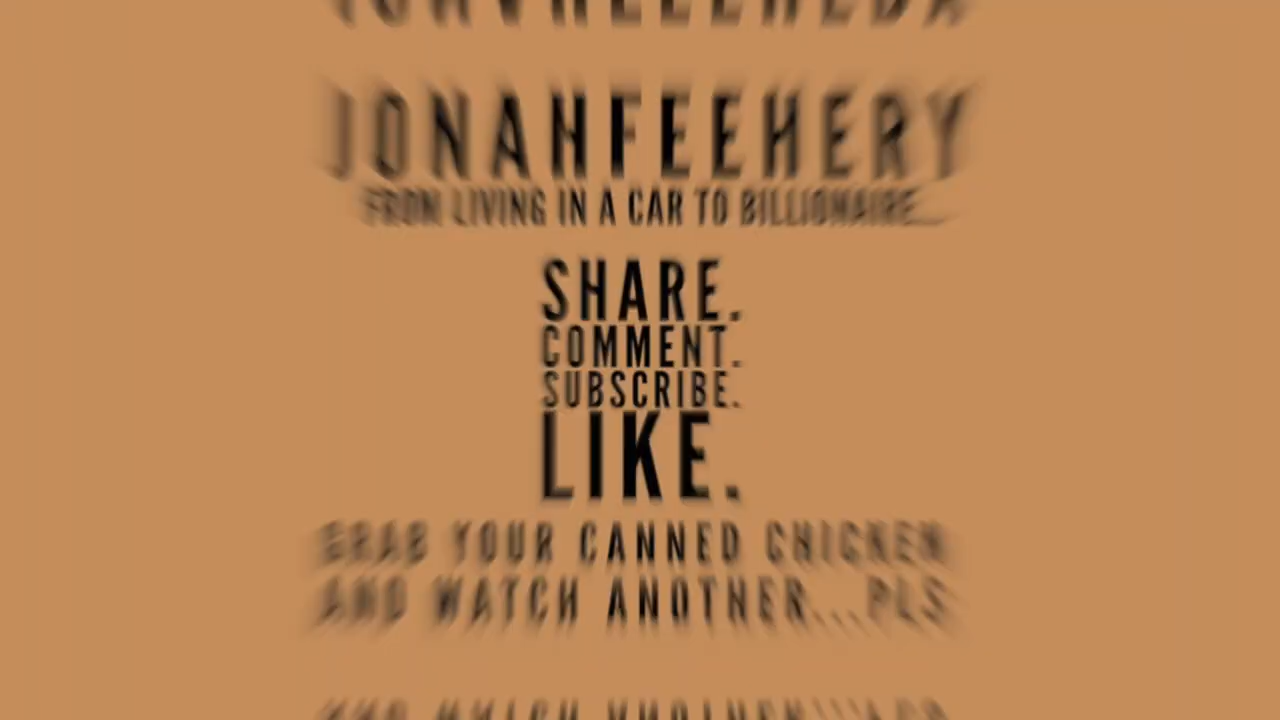 JONAHFEEHERY
FROM LIVING IN A CAR TO BILLIONAIRE...
SHARE.
COMMENT.
SUBSCRIBE.
LIKE.
GRAB YOUR CANNED CHICKEN
AND WATCH ANOTHER...PLS